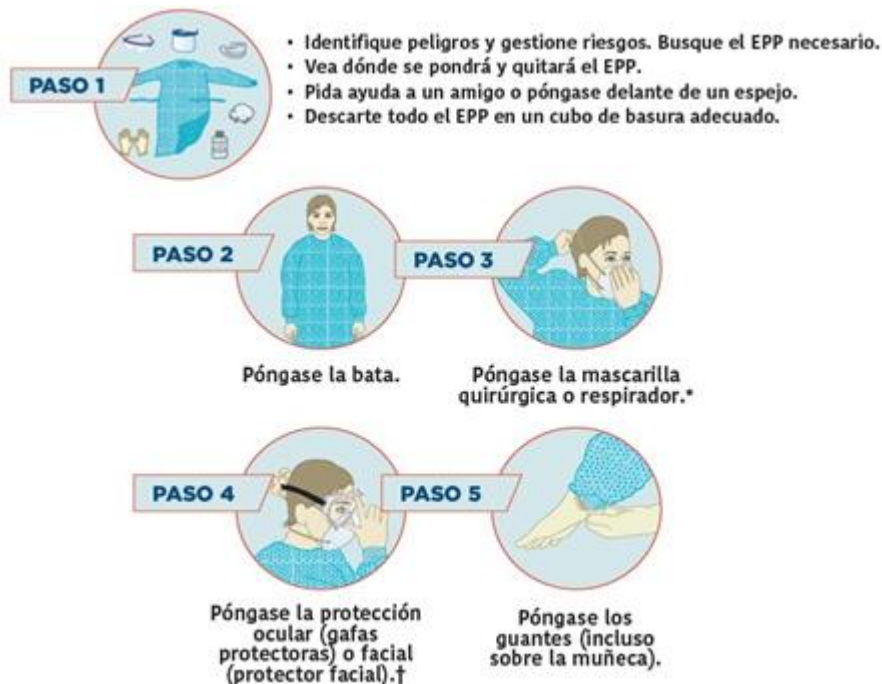 PASO 1
• Identifique peligros y gestione riesgos. Busque el EPP necesario.
• Vea dónde se pondrá y quitará el EPP.
• Pida ayuda a un amigo o póngase delante de un espejo.
• Descarte todo el EPP en un cubo de basura adecuado.
PASO 2
Póngase la bata.
PASO 3
Póngase la mascarilla
quirúrgica o respirador.*
PASO 4
Póngase la protección
ocular (gafas
protectoras) o facial
(protector facial).†
PASO 5
Póngase los
guantes (incluso
sobre la muñeca).